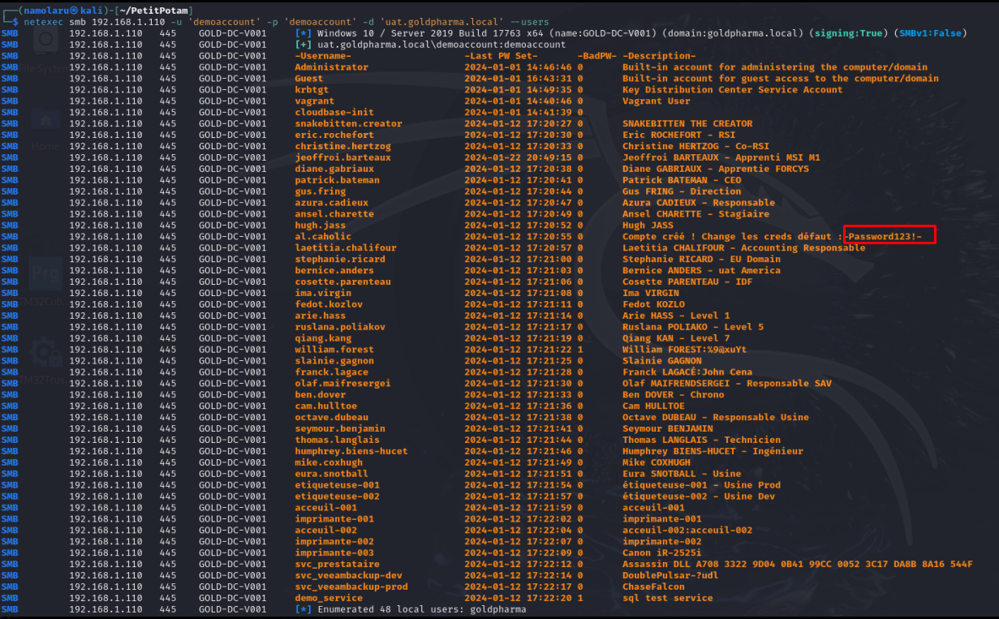 ┌──(namolaru㉿kali)-[~/PetitPotam]
└─$ netexec smb 192.168.1.110 -u 'demoaccount' -p 'demoaccount' -d 'uat.goldpharma.local' --users
SMB 192.168.1.110 445 GOLD-DC-V001 [*] Windows 10 / Server 2019 Build 17763 x64 (name:GOLD-DC-V001) (domain:goldpharma.local) (signing:True) (SMBv1:False)
SMB 192.168.1.110 445 GOLD-DC-V001 [+] uat.goldpharma.local\demoaccount:demoaccount
SMB 192.168.1.110 445 GOLD-DC-V001 -Username- -Last PW Set- -BadPW- -Description-
SMB 192.168.1.110 445 GOLD-DC-V001 Administrator 2024-01-01 14:46:46 0 Built-in account for administering the computer/domain
SMB 192.168.1.110 445 GOLD-DC-V001 Guest 2024-01-01 16:43:31 0 Built-in account for guest access to the computer/domain
SMB 192.168.1.110 445 GOLD-DC-V001 krbtgt 2024-01-01 14:49:35 0 Key Distribution Center Service Account
SMB 192.168.1.110 445 GOLD-DC-V001 vagrant 2024-01-01 14:40:46 0 Vagrant User
SMB 192.168.1.110 445 GOLD-DC-V001 cloudbase-init 2024-01-01 14:41:39 0
SMB 192.168.1.110 445 GOLD-DC-V001 snakebitten.creator 2024-01-12 17:20:27 0 SNAKEBITTEN THE CREATOR
SMB 192.168.1.110 445 GOLD-DC-V001 eric.rochefort 2024-01-12 17:20:30 0 Eric ROCHEFORT - RSI
SMB 192.168.1.110 445 GOLD-DC-V001 christine.hertzog 2024-01-12 17:20:33 0 Christine HERTZOG - Co-RSI
SMB 192.168.1.110 445 GOLD-DC-V001 jeoffroi.barteaux 2024-01-22 20:49:15 0 Jeoffroi BARTEAUX - Apprenti MSI M1
SMB 192.168.1.110 445 GOLD-DC-V001 diane.gabriaux 2024-01-12 17:20:38 0 Diane GABRIAUX - Apprentie FORCYS
SMB 192.168.1.110 445 GOLD-DC-V001 patrick.bateman 2024-01-12 17:20:41 0 Patrick BATEMAN - CEO
SMB 192.168.1.110 445 GOLD-DC-V001 gus.fring 2024-01-12 17:20:44 0 Gus FRING - Direction
SMB 192.168.1.110 445 GOLD-DC-V001 azura.cadieux 2024-01-12 17:20:47 0 Azura CADIEUX - Responsable
SMB 192.168.1.110 445 GOLD-DC-V001 ansel.charette 2024-01-12 17:20:49 0 Ansel CHARETTE - Stagiaire
SMB 192.168.1.110 445 GOLD-DC-V001 hugh.jass 2024-01-12 17:20:52 0 Hugh JASS
SMB 192.168.1.110 445 GOLD-DC-V001 al.caholic 2024-01-12 17:20:55 0 Compte créé ! Change les creds défaut :-Password123!-
SMB 192.168.1.110 445 GOLD-DC-V001 laetitia.chalifour 2024-01-12 17:20:57 0 Laetitia CHALIFOUR - Accounting Responsable
SMB 192.168.1.110 445 GOLD-DC-V001 stephanie.ricard 2024-01-12 17:21:00 0 Stephanie RICARD - EU Domain
SMB 192.168.1.110 445 GOLD-DC-V001 bernice.anders 2024-01-12 17:21:03 0 Bernice ANDERS - uat America
SMB 192.168.1.110 445 GOLD-DC-V001 cosette.parenteau 2024-01-12 17:21:06 0 Cosette PARENTEAU - IDF
SMB 192.168.1.110 445 GOLD-DC-V001 ima.virgin 2024-01-12 17:21:08 0 Ima VIRGIN
SMB 192.168.1.110 445 GOLD-DC-V001 fedot.kozlov 2024-01-12 17:21:11 0 Fedot KOZLO
SMB 192.168.1.110 445 GOLD-DC-V001 arie.hass 2024-01-12 17:21:14 0 Arie HASS - Level 1
SMB 192.168.1.110 445 GOLD-DC-V001 ruslana.poliakov 2024-01-12 17:21:17 0 Ruslana POLIAKO - Level 5
SMB 192.168.1.110 445 GOLD-DC-V001 qiang.kang 2024-01-12 17:21:19 0 Qiang KAN - Level 7
SMB 192.168.1.110 445 GOLD-DC-V001 william.forest 2024-01-12 17:21:22 1 William FOREST:%9@xuYt
SMB 192.168.1.110 445 GOLD-DC-V001 slainie.gagnon 2024-01-12 17:21:25 0 Slainie GAGNON
SMB 192.168.1.110 445 GOLD-DC-V001 franck.lagace 2024-01-12 17:21:28 0 Franck LAGACÉ:John Cena
SMB 192.168.1.110 445 GOLD-DC-V001 olaf.maifresergei 2024-01-12 17:21:30 0 Olaf MAIFRENDSERGEI - Responsable SAV
SMB 192.168.1.110 445 GOLD-DC-V001 ben.dover 2024-01-12 17:21:33 0 Ben DOVER - Chrono
SMB 192.168.1.110 445 GOLD-DC-V001 cam.hulltoe 2024-01-12 17:21:36 0 Cam HULLTOE
SMB 192.168.1.110 445 GOLD-DC-V001 octave.dubeau 2024-01-12 17:21:38 0 Octave DUBEAU - Responsable Usine
SMB 192.168.1.110 445 GOLD-DC-V001 seymour.benjamin 2024-01-12 17:21:41 0 Seymour BENJAMIN
SMB 192.168.1.110 445 GOLD-DC-V001 thomas.langlais 2024-01-12 17:21:44 0 Thomas LANGLAIS - Technicien
SMB 192.168.1.110 445 GOLD-DC-V001 humphrey.biens-hucet 2024-01-12 17:21:46 0 Humphrey BIENS-HUCET - Ingénieur
SMB 192.168.1.110 445 GOLD-DC-V001 mike.coxhugh 2024-01-12 17:21:49 0 Mike COXHUGH
SMB 192.168.1.110 445 GOLD-DC-V001 eura.snotball 2024-01-12 17:21:51 0 Eura SNOTBALL - Usine
SMB 192.168.1.110 445 GOLD-DC-V001 etiqueteuse-001 2024-01-12 17:21:54 0 étiqueteuse-001 - Usine Prod
SMB 192.168.1.110 445 GOLD-DC-V001 etiqueteuse-002 2024-01-12 17:21:57 0 étiqueteuse-002 - Usine Dev
SMB 192.168.1.110 445 GOLD-DC-V001 acceuil-001 2024-01-12 17:21:59 0 acceuil-001
SMB 192.168.1.110 445 GOLD-DC-V001 imprimante-001 2024-01-12 17:22:02 0 imprimante-001
SMB 192.168.1.110 445 GOLD-DC-V001 acceuil-002 2024-01-12 17:22:04 0 acceuil-002:acceuil-002
SMB 192.168.1.110 445 GOLD-DC-V001 imprimante-002 2024-01-12 17:22:07 0 imprimante-002
SMB 192.168.1.110 445 GOLD-DC-V001 imprimante-003 2024-01-12 17:22:09 0 Canon iR-2525i
SMB 192.168.1.110 445 GOLD-DC-V001 svc_prestataire 2024-01-12 17:22:12 0 Assassin DLL A708 3322 9D04 0B41 99CC 0052 3C17 DA8B 8A16 544F
SMB 192.168.1.110 445 GOLD-DC-V001 svc_veeambackup-dev 2024-01-12 17:22:14 0 DoublePulsar-?udl
SMB 192.168.1.110 445 GOLD-DC-V001 svc_veeambackup-prod 2024-01-12 17:22:17 0 ChaseFalcon
SMB 192.168.1.110 445 GOLD-DC-V001 demo_service 2024-01-12 17:22:20 1 sql test service
SMB 192.168.1.110 445 GOLD-DC-V001 [*] Enumerated 48 local users: goldpharma
File System
Home
Prg